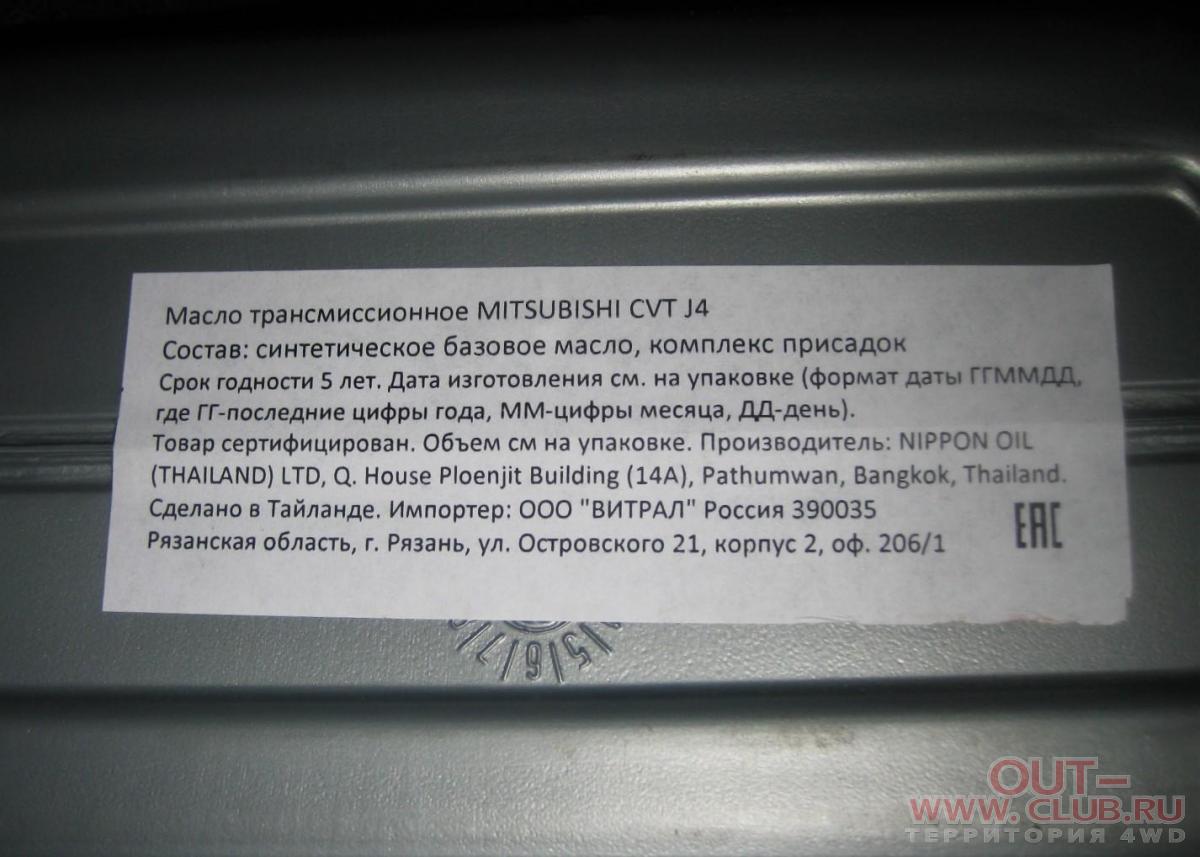 Масло трансмиссионное MITSUBISHI CVT J4
Состав: синтетическое базовое масло, комплекс присадок
Срок годности 5 лет. Дата изготовления см. на упаковке (формат даты ГГММДД,
где ГГ-последние цифры года, ММ-цифры месяца, ДД-день).
Товар сертифицирован. Объем см на упаковке. Производитель: NIPPON OIL
(THAILAND) LTD, Q. House Ploenjit Building (14A), Pathumwan, Bangkok, Thailand.
Сделано в Тайланде. Импортер: ООО "ВИТРАЛ" Россия 390035
Рязанская область, г. Рязань, ул. Островского 21, корпус 2, оф. 206/1
EAC
5 6 7
OUT-
WWW.CLUB.RU
ТЕРРИТОРИЯ 4WD